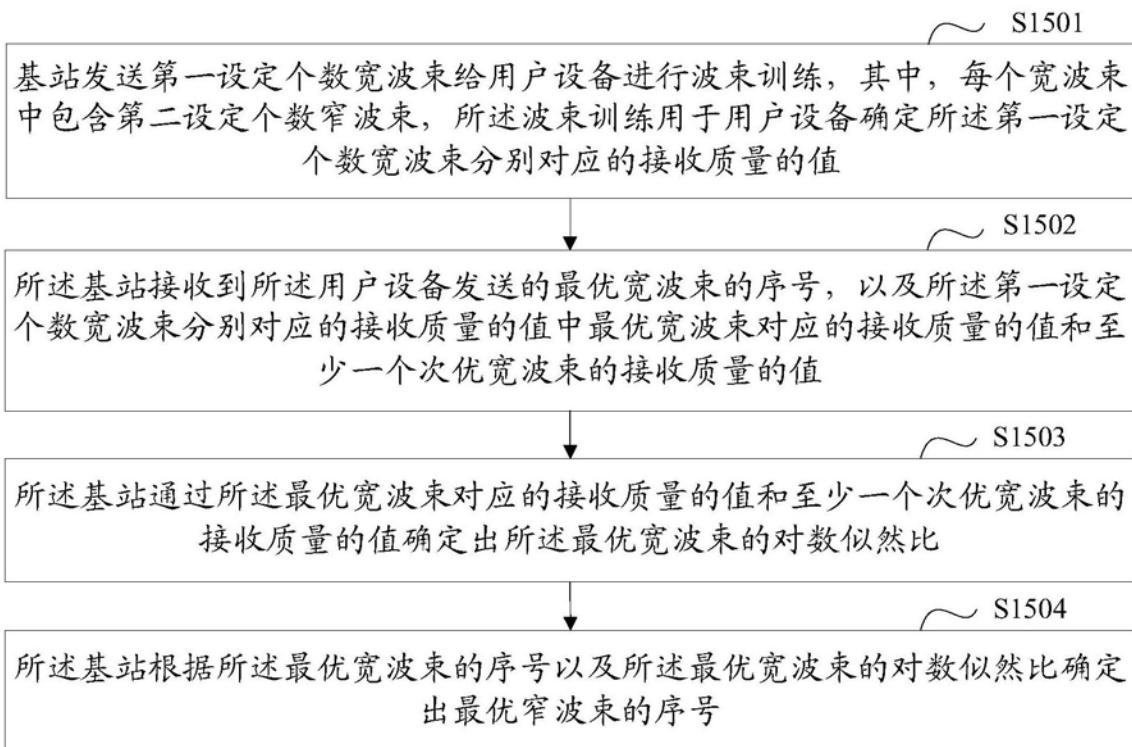 S1501
基站发送第一设定个数宽波束给用户设备进行波束训练，其中，每个宽波束
中包含第二设定个数窄波束，所述波束训练用于用户设备确定所述第一设定
个数宽波束分别对应的接收质量的值
S1502
所述基站接收到所述用户设备发送的最优宽波束的序号，以及所述第一设定
个数宽波束分别对应的接收质量的值中最优宽波束对应的接收质量的值和至
少一个次优宽波束的接收质量的值
S1503
所述基站通过所述最优宽波束对应的接收质量的值和至少一个次优宽波束的
接收质量的值确定出所述最优宽波束的对数似然比
S1504
所述基站根据所述最优宽波束的序号以及所述最优宽波束的对数似然比确定
出最优窄波束的序号